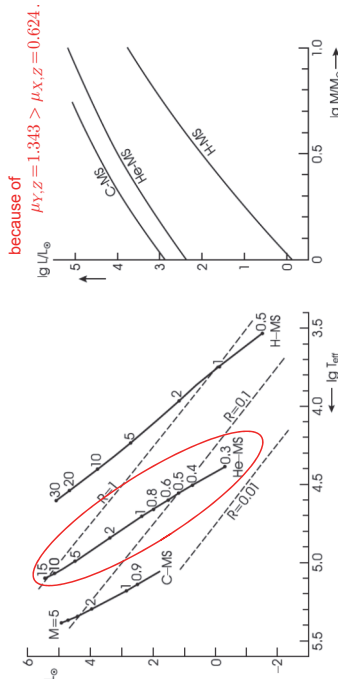 because of
μ_{Y,Z}=1.343 > μ_{X,Z}=0.624.
lg L/L⊙
5
4
3
2
1
0
C-MS
He-MS
H-MS
0
0.5
1.0
lg M/M⊙
6
4
2
0
−2
M=5
2
1
0.9
C–MS
15
10
5
2
1
0.8
0.6
0.5
0.4
0.3
He–MS
30
20
10
5
2
1
0.5
H–MS
R=1
R=0.1
R=0.01
5.5
5.0
4.5
4.0
3.5
lg Teff